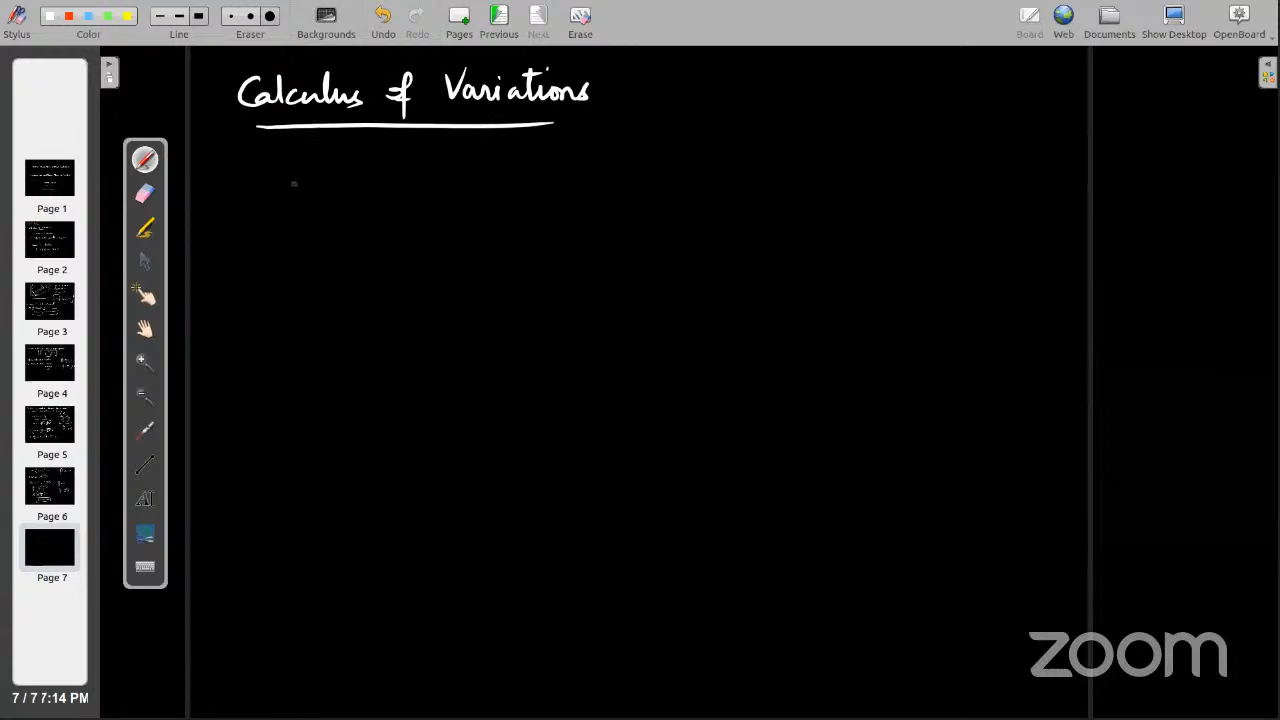 Stylus
Color
Line
Eraser
Backgrounds
Undo
Redo
Pages
Previous
Next
Erase
Board
Web
Documents
Show Desktop
OpenBoard
Calculus of Variations
Page 1
Page 2
Page 3
Page 4
Page 5
Page 6
Page 7
7 / 7 7:14 PM
zoom